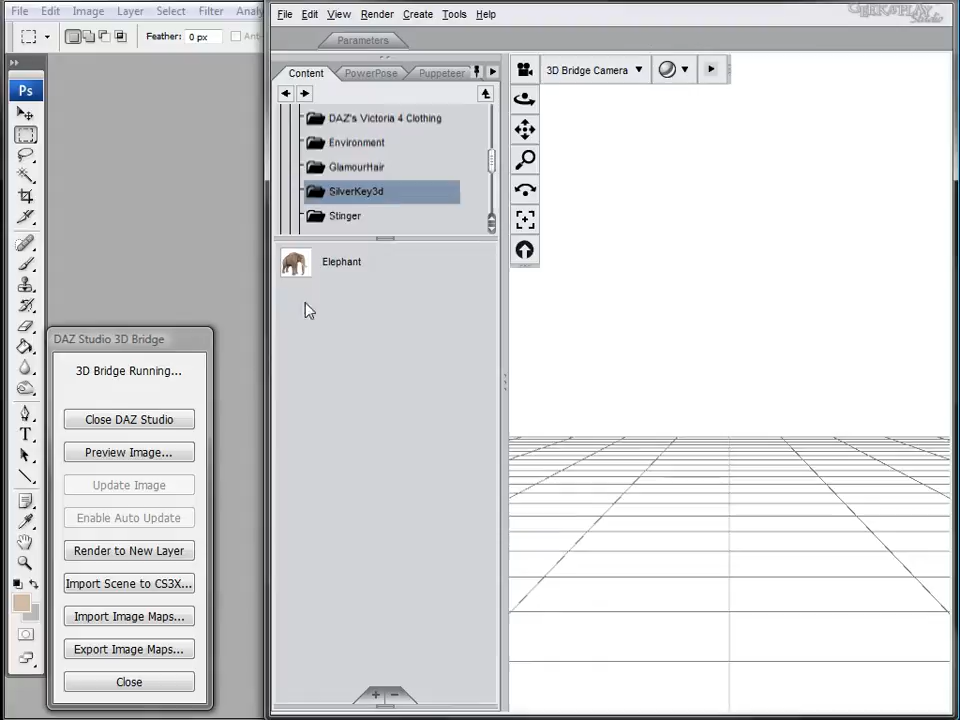 File Edit Image Layer Select Filter
Feather: 0 px
Ps
DAZ Studio 3D Bridge
3D Bridge Running...
Close DAZ Studio
Preview Image...
Update Image
Enable Auto Update
Render to New Layer
Import Scene to CS3X...
Import Image Maps...
Export Image Maps...
Close
File Edit View Render Create Tools Help
GEEKS@PLAY
Studio
Parameters
Content PowerPose Puppeteer
DAZ's Victoria 4 Clothing
Environment
GlamourHair
SilverKey3d
Stinger
Elephant
3D Bridge Camera